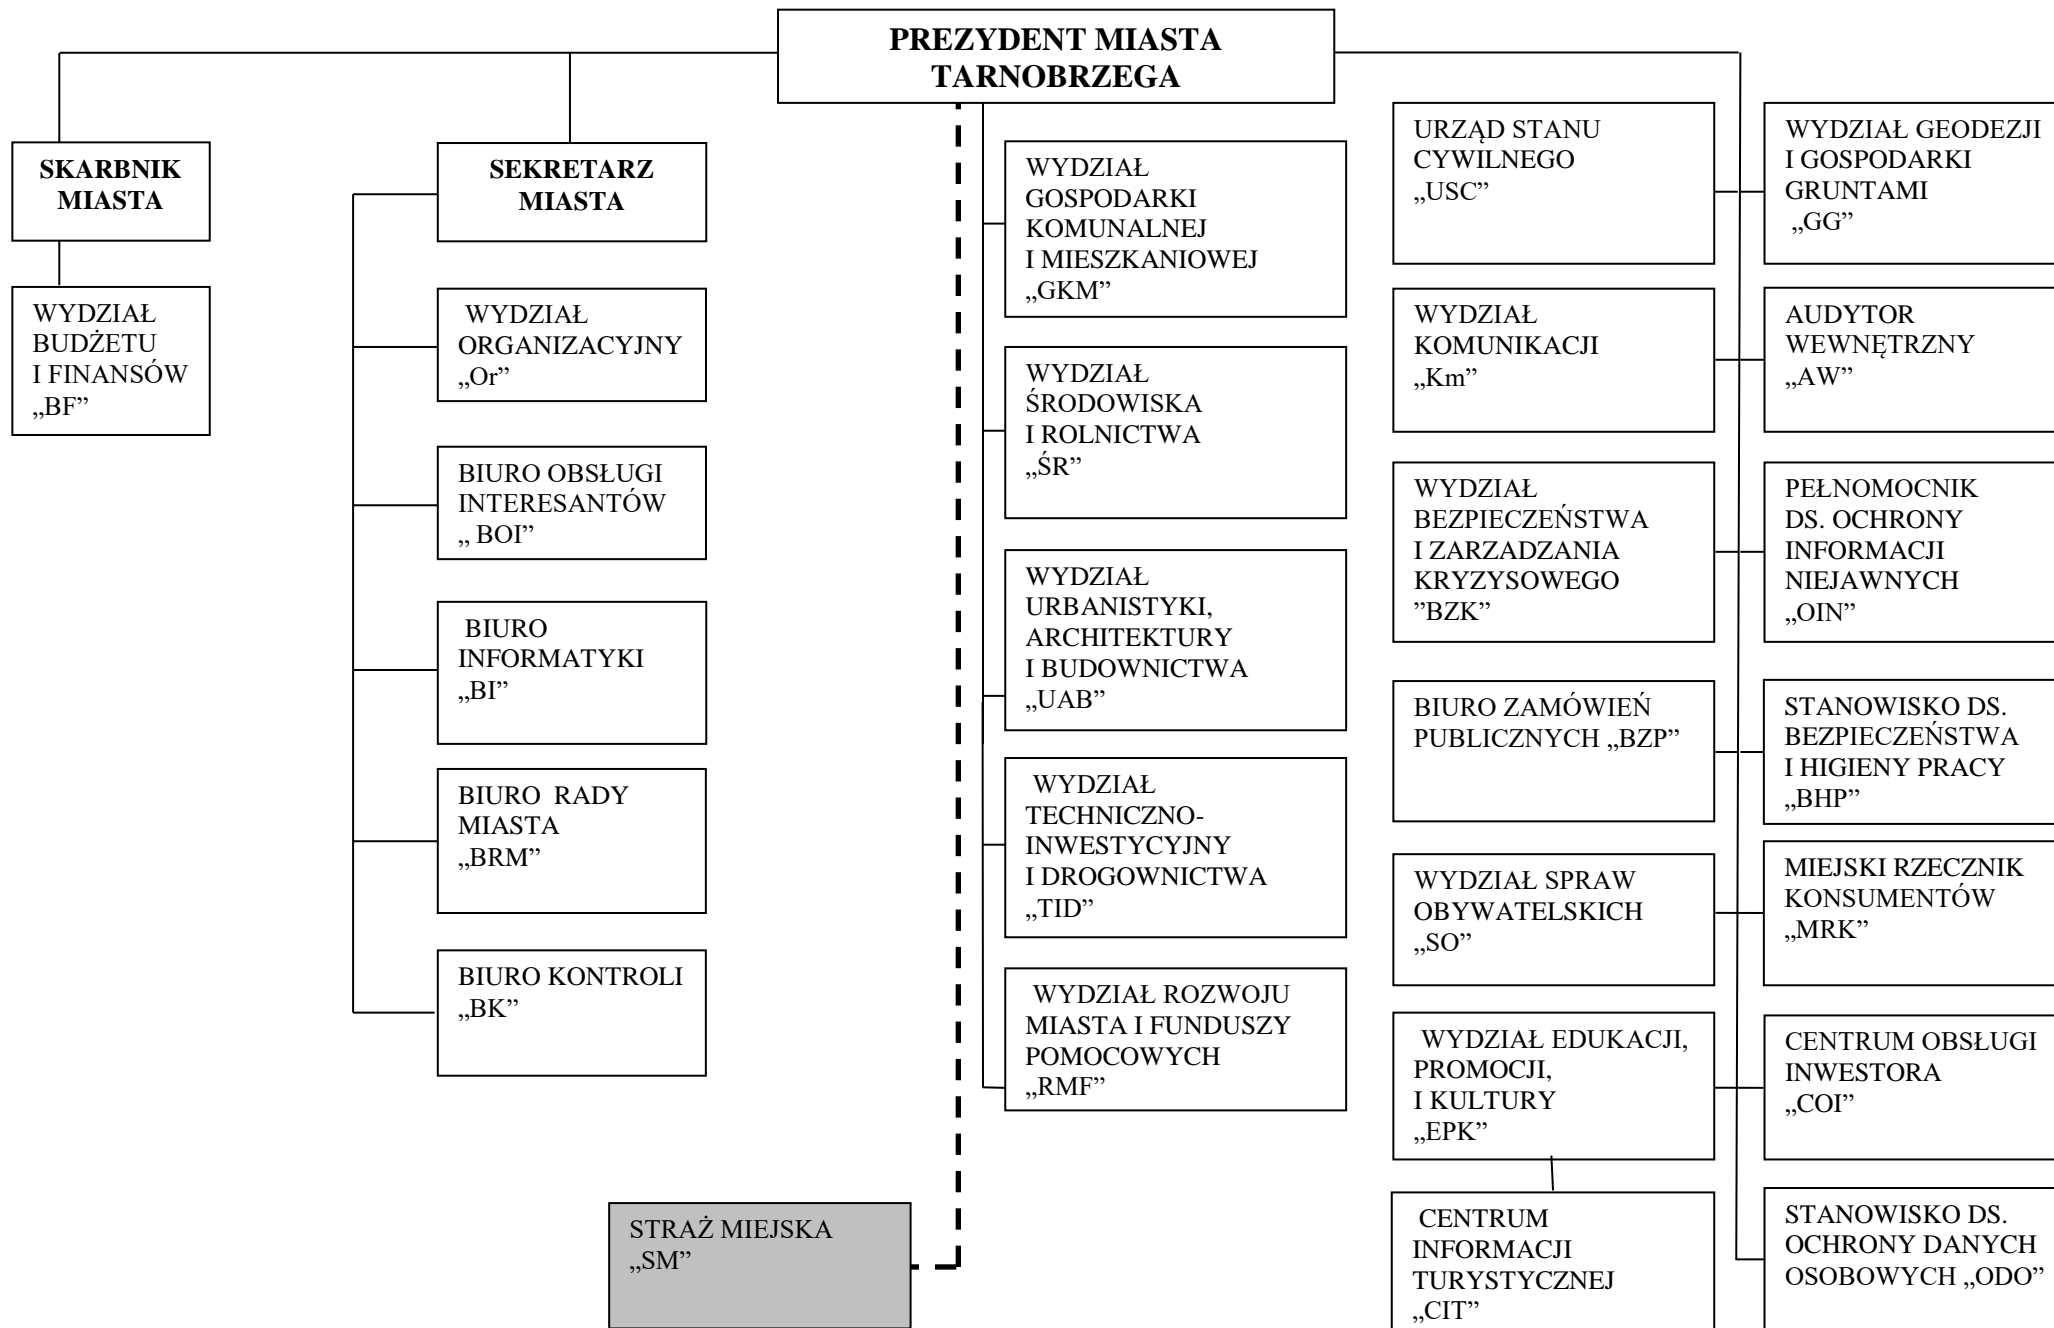 PREZYDENT MIASTA
TARNOBRZEGA
SKARBNIK
MIASTA
WYDZIAŁ
BUDŻETU
I FINANSÓW
„BF”
SEKRETARZ
MIASTA
WYDZIAŁ
ORGANIZACYJNY
„Or”
BIURO OBSŁUGI
INTERESANTÓW
„ BOI”
BIURO
INFORMATYKI
„BI”
BIURO RADY
MIASTA
„BRM”
BIURO KONTROLI
„BK”
STRAŻ MIEJSKA
„SM”
WYDZIAŁ
GOSPODARKI
KOMUNALNEJ
I MIESZKANIOWEJ
„GKM”
WYDZIAŁ
ŚRODOWISKA
I ROLNICTWA
„ŚR”
WYDZIAŁ
URBANISTYKI,
ARCHITEKTURY
I BUDOWNICTWA
„UAB”
WYDZIAŁ
TECHNICZNO-
INWESTYCYJNY
I DROGOWNICTWA
„TID”
WYDZIAŁ ROZWOJU
MIASTA I FUNDUSZY
POMOCOWYCH
„RMF”
URZĄD STANU
CYWILNEGO
„USC”
WYDZIAŁ
KOMUNIKACJI
„Km”
WYDZIAŁ
BEZPIECZEŃSTWA
I ZARZADZANIA
KRYZYSOWEGO
”BZK”
BIURO ZAMÓWIEŃ
PUBLICZNYCH „BZP”
WYDZIAŁ SPRAW
OBYWATELSKICH
„SO”
WYDZIAŁ EDUKACJI,
PROMOCJI,
I KULTURY
„EPK”
CENTRUM
INFORMACJI
TURYSTYCZNEJ
„CIT”
WYDZIAŁ GEODEZJI
I GOSPODARKI
GRUNTAMI
„GG”
AUDYTOR
WEWNĘTRZNY
„AW”
PEŁNOMOCNIK
DS. OCHRONY
INFORMACJI
NIEJAWNYCH
„OIN”
STANOWISKO DS.
BEZPIECZEŃSTWA
I HIGIENY PRACY
„BHP”
MIEJSKI RZECZNIK
KONSUMENTÓW
„MRK”
CENTRUM OBSŁUGI
INWESTORA
„COI”
STANOWISKO DS.
OCHRONY DANYCH
OSOBOWYCH „ODO”